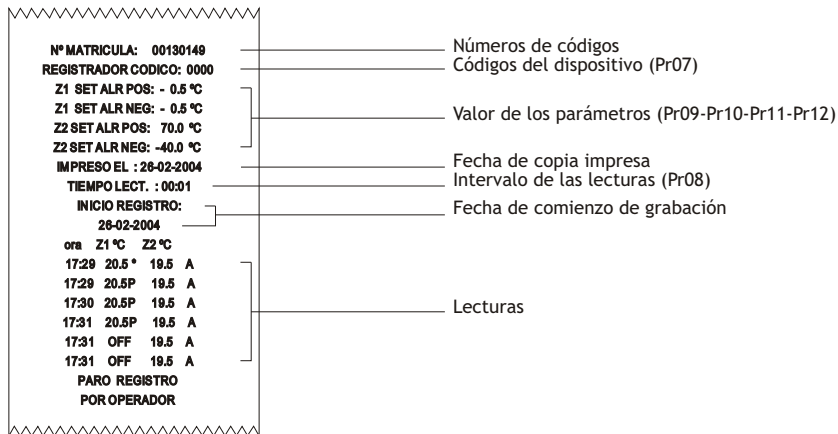 Nº MATRICULA: 00130149
REGISTRADOR CODICO: 0000
Z1 SET ALR POS: - 0.5 ºC
Z1 SET ALR NEG: - 0.5 ºC
Z2 SET ALR POS: 70.0 ºC
Z2 SET ALR NEG: -40.0 ºC
IMPRESO EL : 26-02-2004
TIEMPO LECT. : 00:01
INICIO REGISTRO:
26-02-2004
ora Z1 ºC Z2 ºC
17:29 20.5 * 19.5 A
17:29 20.5P 19.5 A
17:30 20.5P 19.5 A
17:31 20.5P 19.5 A
17:31 OFF 19.5 A
17:31 OFF 19.5 A
PARO REGISTRO
POR OPERADOR
Números de códigos
Códigos del dispositivo (Pr07)
Valor de los parámetros (Pr09-Pr10-Pr11-Pr12)
Fecha de copia impresa
Intervalo de las lecturas (Pr08)
Fecha de comienzo de grabación
Lecturas